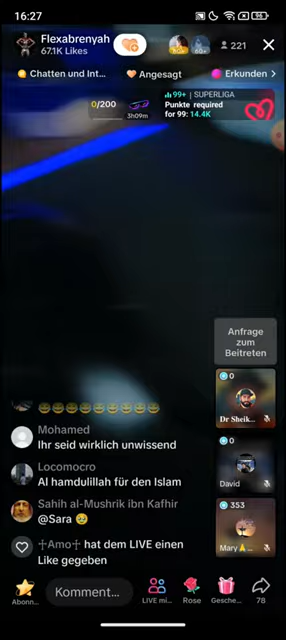 16:27
96
Flexabrenyah
67.1K Likes
221
Chatten und Int...
Angesagt
Erkunden >
0/200
3h09m
99+ | SUPERLIGA
Punkte required
for 99: 14.4K
Anfrage
zum
Beitreten
0
Dr Sheik...
Mohamed
Ihr seid wirklich unwissend
0
David
Locomocro
Al hamdulillah für den Islam
Sahih al-Mushrik ibn Kafhir
@Sara 🥹
353
Mary🙏...
☥Amo☥ hat dem LIVE einen
Like gegeben
Komment...
Abonn...
LIVE mi...
Rose
Gesche...
78